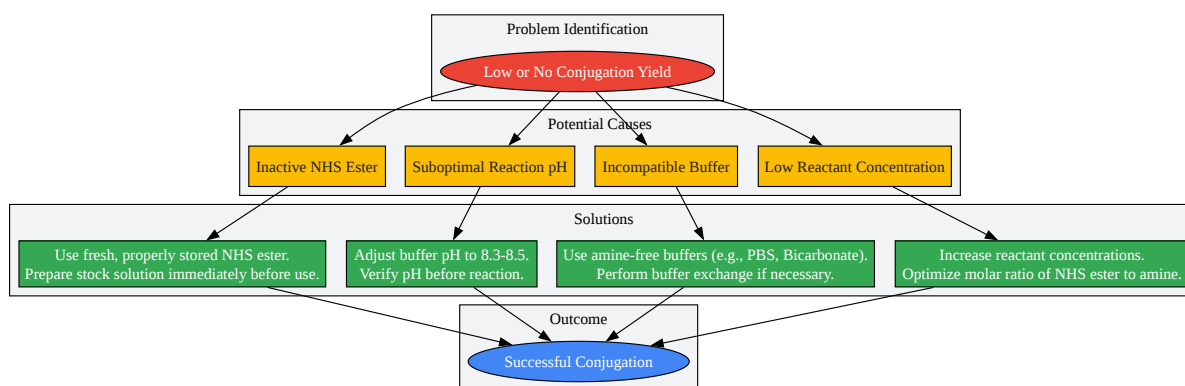 Problem Identification
Low or No Conjugation Yield
Potential Causes
Inactive NHS Ester
Suboptimal Reaction pH
Incompatible Buffer
Low Reactant Concentration
Solutions
Use fresh, properly stored NHS ester.
Prepare stock solution immediately before use.
Adjust buffer pH to 8.3-8.5.
Verify pH before reaction.
Use amine-free buffers (e.g., PBS, Bicarbonate).
Perform buffer exchange if necessary.
Increase reactant concentrations.
Optimize molar ratio of NHS ester to amine.
Outcome
Successful Conjugation